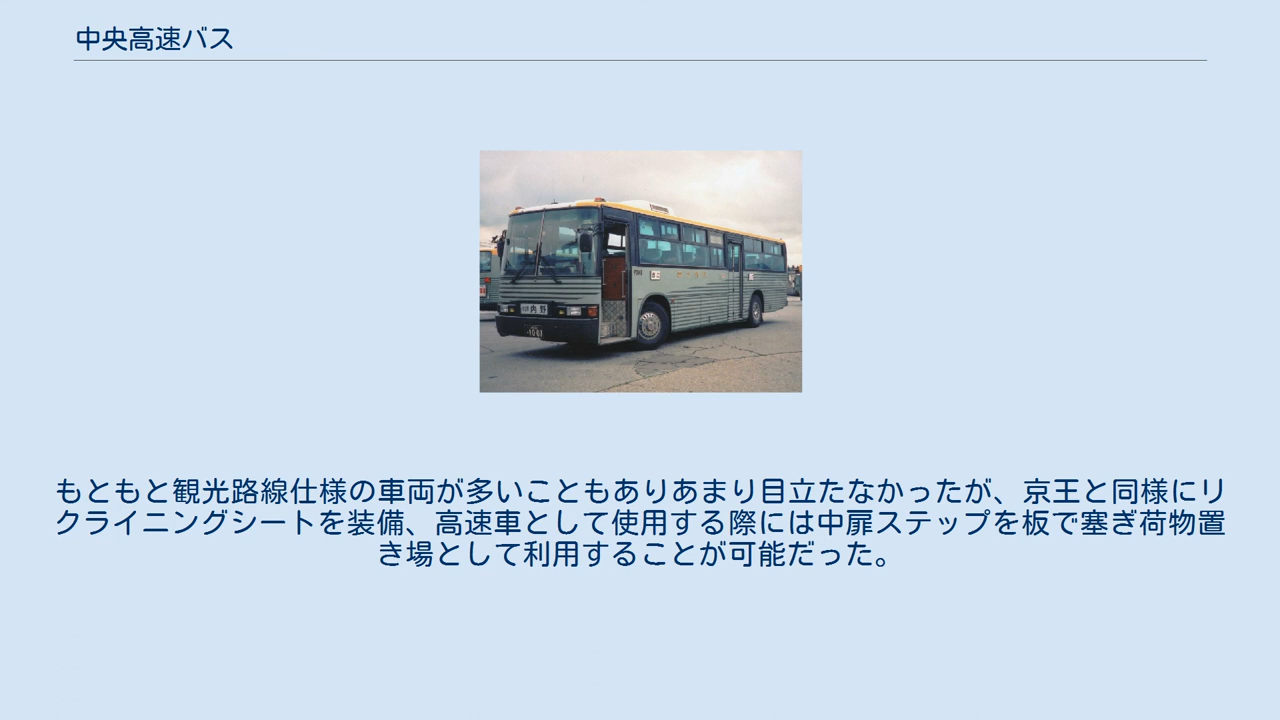 中央高速バス
内野
もともと観光路線仕様の車両が多いこともありあまり目立たなかったが、京王と同様にリ
クライニングシートを装備、高速車として使用する際には中扉ステップを板で塞ぎ荷物置
き場として利用することが可能だった。